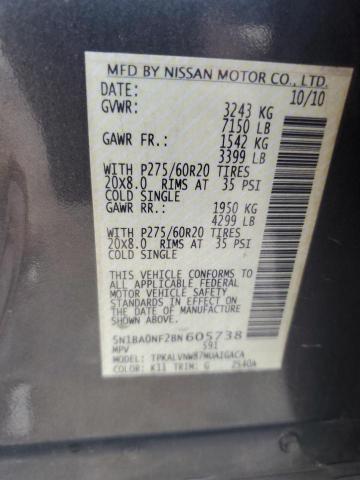 MFD BY NISSAN MOTOR CO., LTD.
DATE: 10/10
GVWR: 3243 KG
7150 LB
GAWR FR.: 1542 KG
3399 LB
WITH P275/60R20 TIRES
20X8.0 RIMS AT 35 PSI
COLD SINGLE
GAWR RR.: 1950 KG
4299 LB
WITH P275/60R20 TIRES
20X8.0 RIMS AT 35 PSI
COLD SINGLE
THIS VEHICLE CONFORMS TO
ALL APPLICABLE FEDERAL
MOTOR VEHICLE SAFETY
STANDARDS IN EFFECT ON
THE DATE OF MANUFACTURE
SHOWN ABOVE.
5N1BA0NF2BN605738
MPV 591
MODEL: TPKALVNW87MUAIGACA
COLOR: K11 TRIM: G 2540A